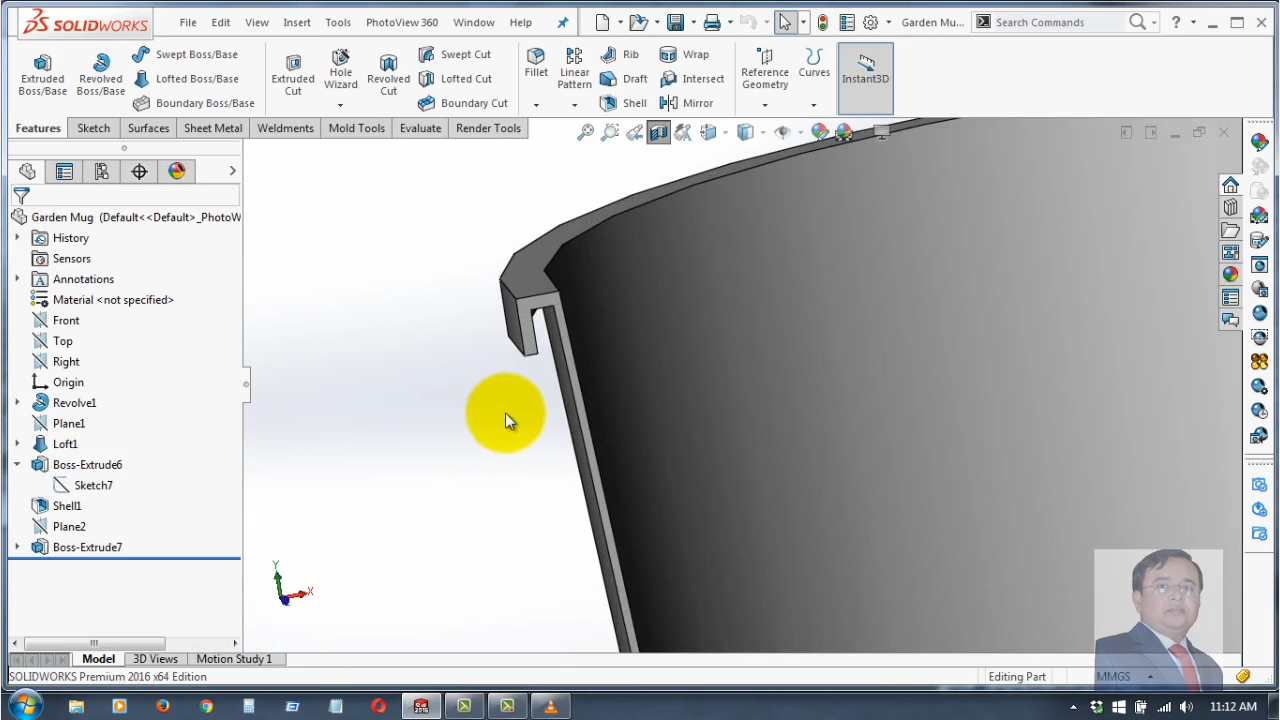 SOLIDWORKS File Edit View Insert Tools PhotoView 360 Window Help Garden Mu... Search Commands
Extruded Boss/Base
Revolved Boss/Base
Swept Boss/Base
Lofted Boss/Base
Boundary Boss/Base
Extruded Cut
Hole Wizard
Revolved Cut
Swept Cut
Lofted Cut
Boundary Cut
Fillet
Linear Pattern
Rib
Draft
Shell
Wrap
Intersect
Mirror
Reference Geometry
Curves
Instant3D
Features Sketch Surfaces Sheet Metal Weldments Mold Tools Evaluate Render Tools
Garden Mug (Default<<Default>_PhotoW
History
Sensors
Annotations
Material <not specified>
Front
Top
Right
Origin
Revolve1
Plane1
Loft1
Boss-Extrude6
Sketch7
Shell1
Plane2
Boss-Extrude7
Y
X
Model 3D Views Motion Study 1
SOLIDWORKS Premium 2016 x64 Edition Editing Part MMGS
11:12 AM